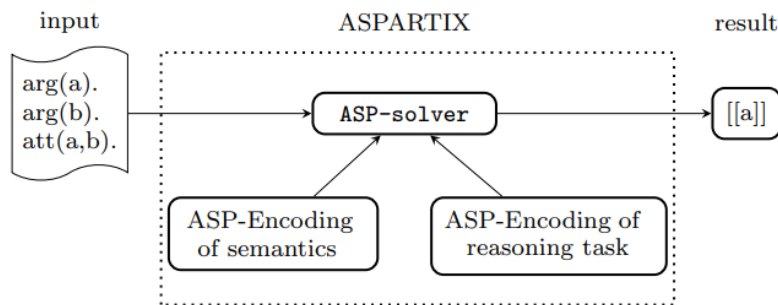 input
ASPARTIX
result
arg(a).
arg(b).
att(a,b).
ASP-solver
[[a]]
ASP-Encoding
of semantics
ASP-Encoding of
reasoning task